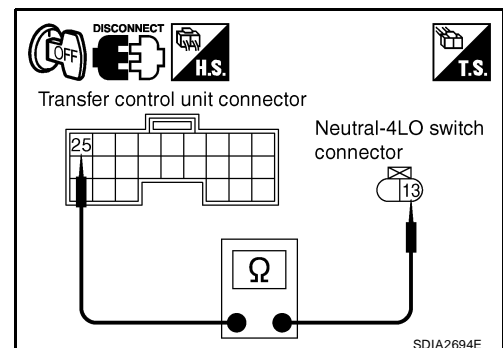 DISCONNECT
OFF
H.S.
T.S.
Transfer control unit connector
Neutral-4LO switch
connector
25
13
Ω
SDIA2694E